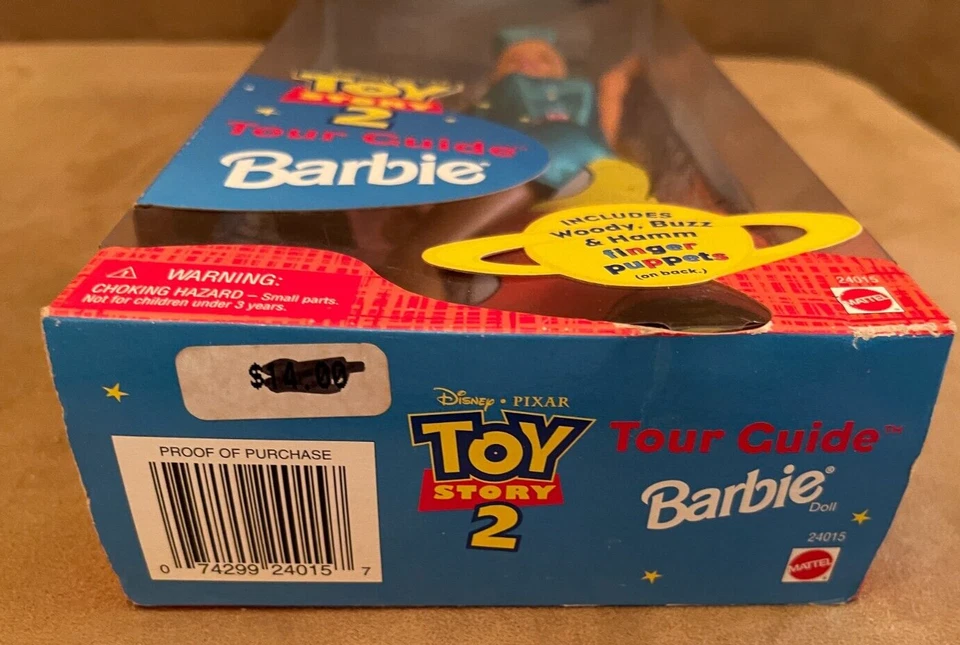 TOY
STORY
2
Tour Guide
Barbie
INCLUDES
Woody, Buzz
& Hamm
finger
puppets
(on back.)
WARNING:
CHOKING HAZARD – Small parts.
Not for children under 3 years.
24015
MATTEL
$14.00
PROOF OF PURCHASE
0 74299 24015 7
Disney • PIXAR
TOY
STORY
2
Tour Guide™
Barbie®
Doll
24015
MATTEL